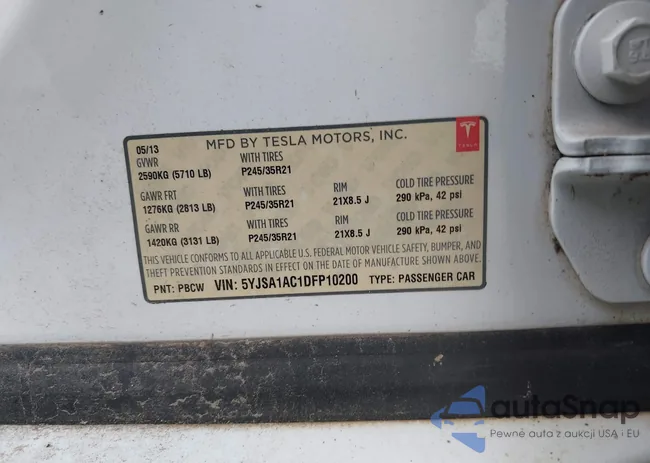 05/13 MFD BY TESLA MOTORS, INC. TESLA
GVWR WITH TIRES
2590KG (5710 LB) P245/35R21
GAWR FRT WITH TIRES RIM COLD TIRE PRESSURE
1276KG (2813 LB) P245/35R21 21X8.5 J 290 kPa, 42 psi
GAWR RR WITH TIRES RIM COLD TIRE PRESSURE
1420KG (3131 LB) P245/35R21 21X8.5 J 290 kPa, 42 psi
THIS VEHICLE CONFORMS TO ALL APPLICABLE U.S. FEDERAL MOTOR VEHICLE SAFETY, BUMPER, AND
THEFT PREVENTION STANDARDS IN EFFECT ON THE DATE OF MANUFACTURE SHOWN ABOVE.
PNT: PBCW VIN: 5YJSA1AC1DFP10200 TYPE: PASSENGER CAR
autoSnap
Pewne auta z aukcji USA i EU